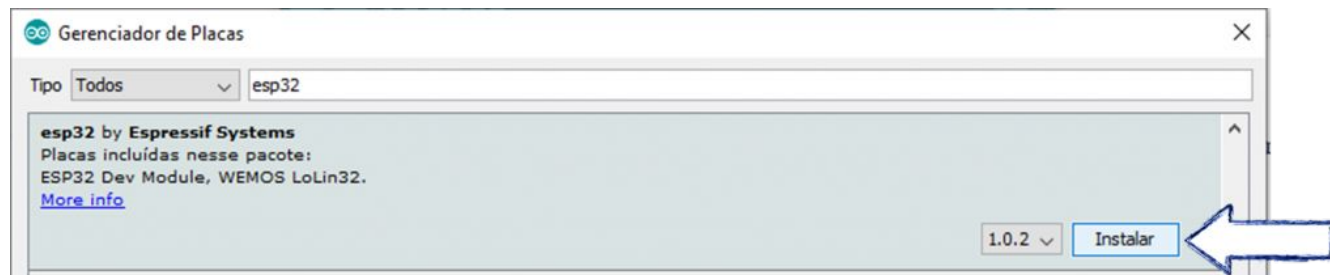 Gerenciador de Placas
Tipo Todos esp32
esp32 by Espressif Systems
Placas incluídas nesse pacote:
ESP32 Dev Module, WEMOS LoLin32.
More info
1.0.2 Instalar